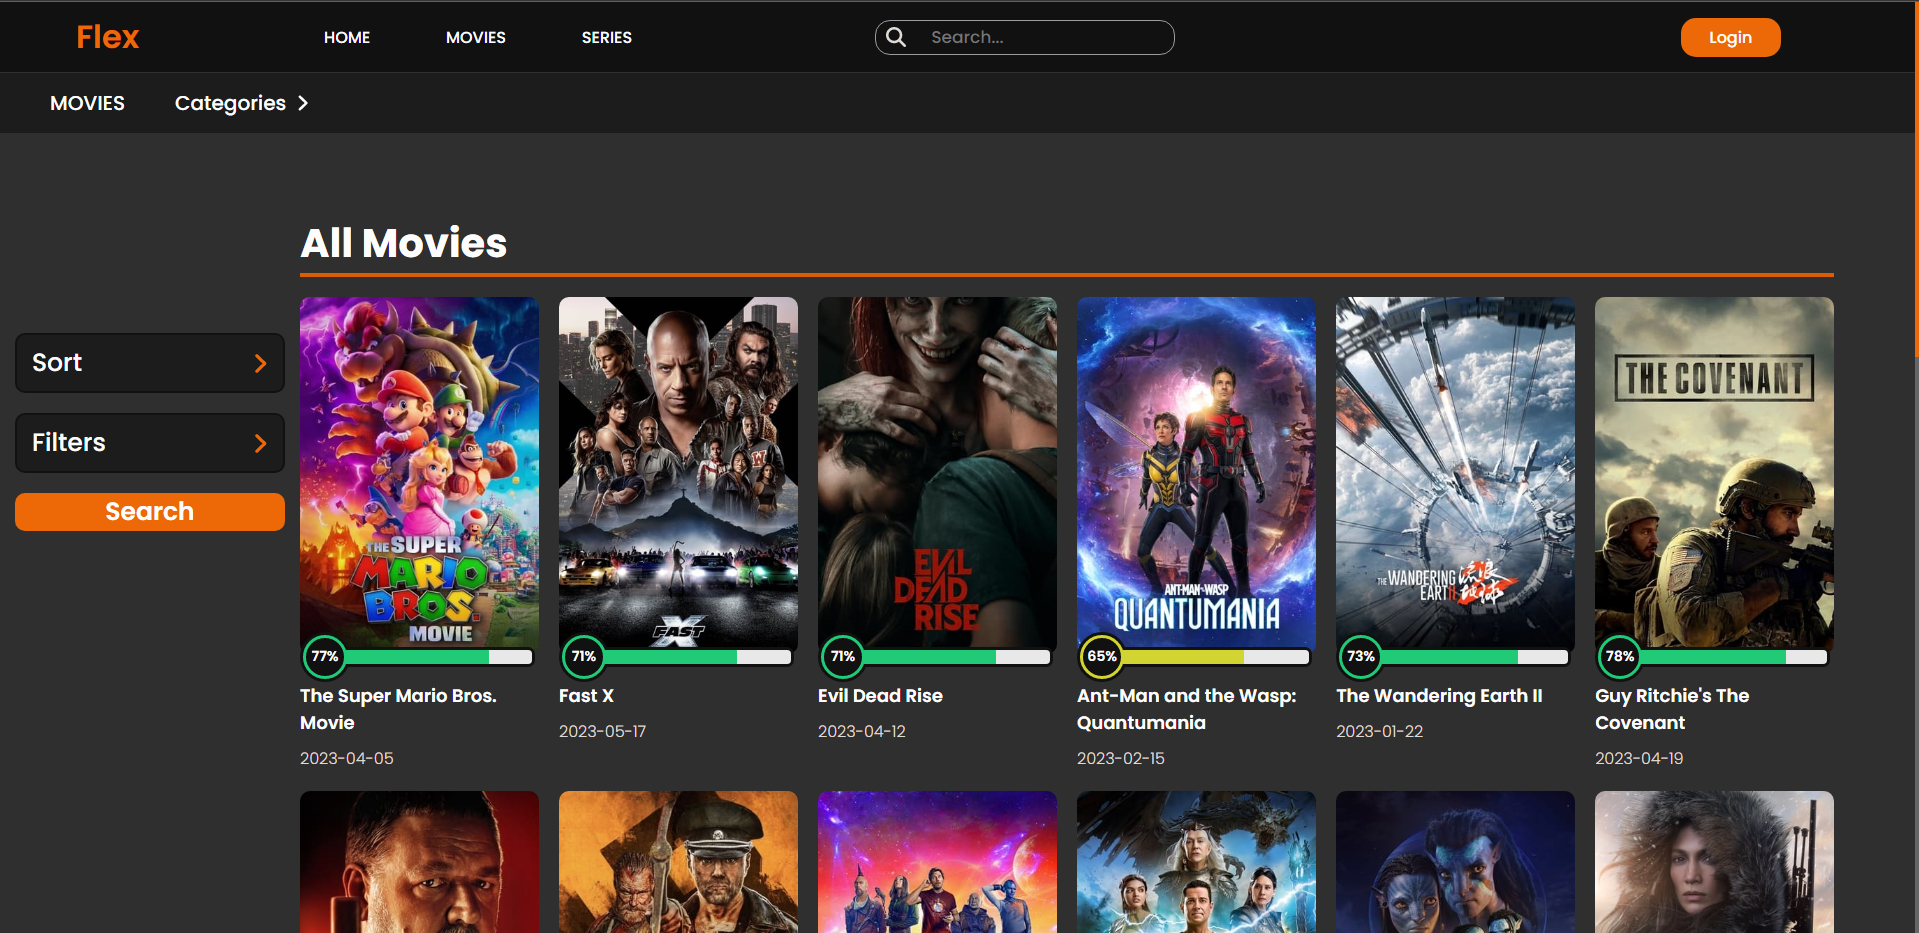 Flex
HOME
MOVIES
SERIES
Search...
Login
MOVIES
Categories
All Movies
Sort
Filters
Search
THE SUPER
MARIO
BROS.
MOVIE
77%
The Super Mario Bros.
Movie
2023-04-05
W
X
FAST
71%
Fast X
2023-05-17
EVIL
DEAD
RISE
71%
Evil Dead Rise
2023-04-12
ANT-MAN AND THE WASP
QUANTUMANIA
65%
Ant-Man and the Wasp:
Quantumania
2023-02-15
THE WANDERING
EARTH II
流浪
地球
73%
The Wandering Earth II
2023-01-22
THE COVENANT
78%
Guy Ritchie's The
Covenant
2023-04-19